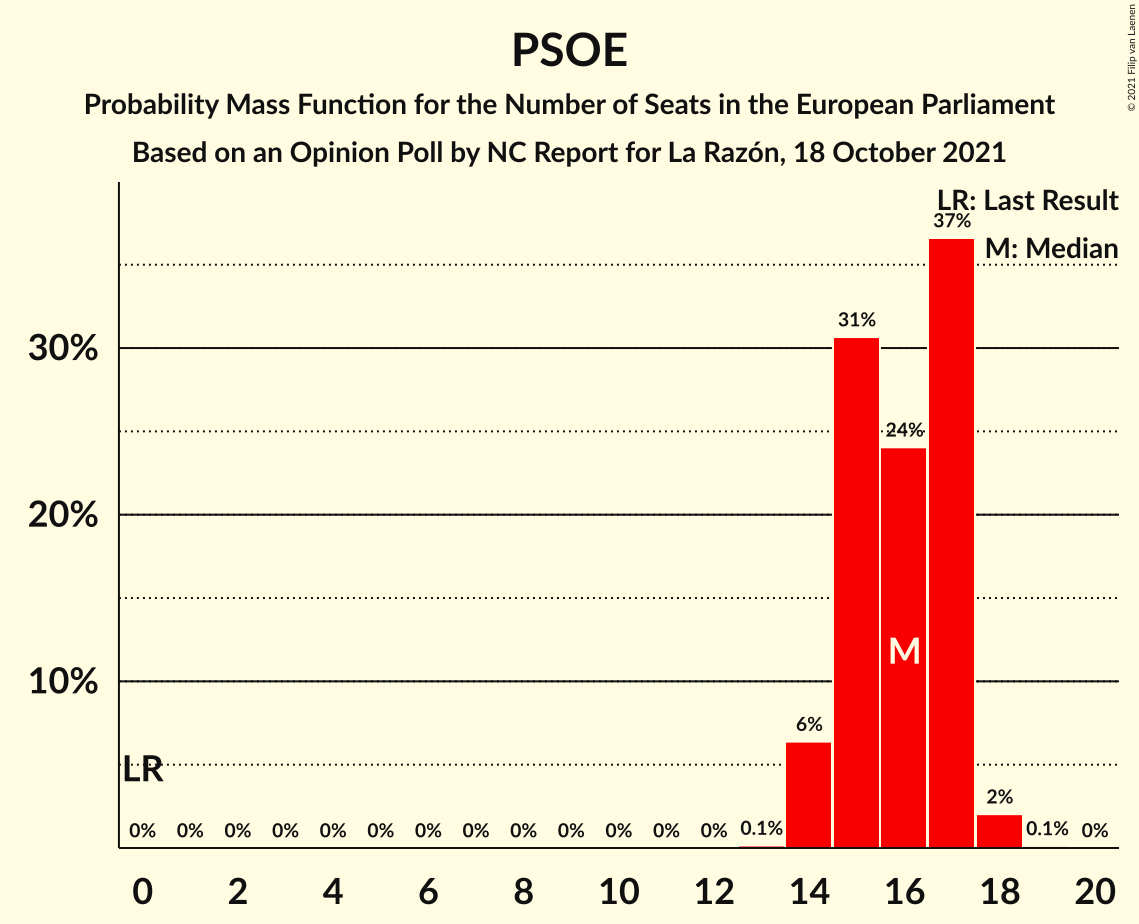 PSOE
Probability Mass Function for the Number of Seats in the European Parliament
Based on an Opinion Poll by NC Report for La Razón, 18 October 2021
© 2021 Filip van Laenen
LR: Last Result
M: Median
37%
31%
30%
24%
20%
M
10%
6%
LR
2%
0% 0% 0% 0% 0% 0% 0% 0% 0% 0% 0% 0% 0% 0.1% 0.1% 0%
0 2 4 6 8 10 12 14 16 18 20